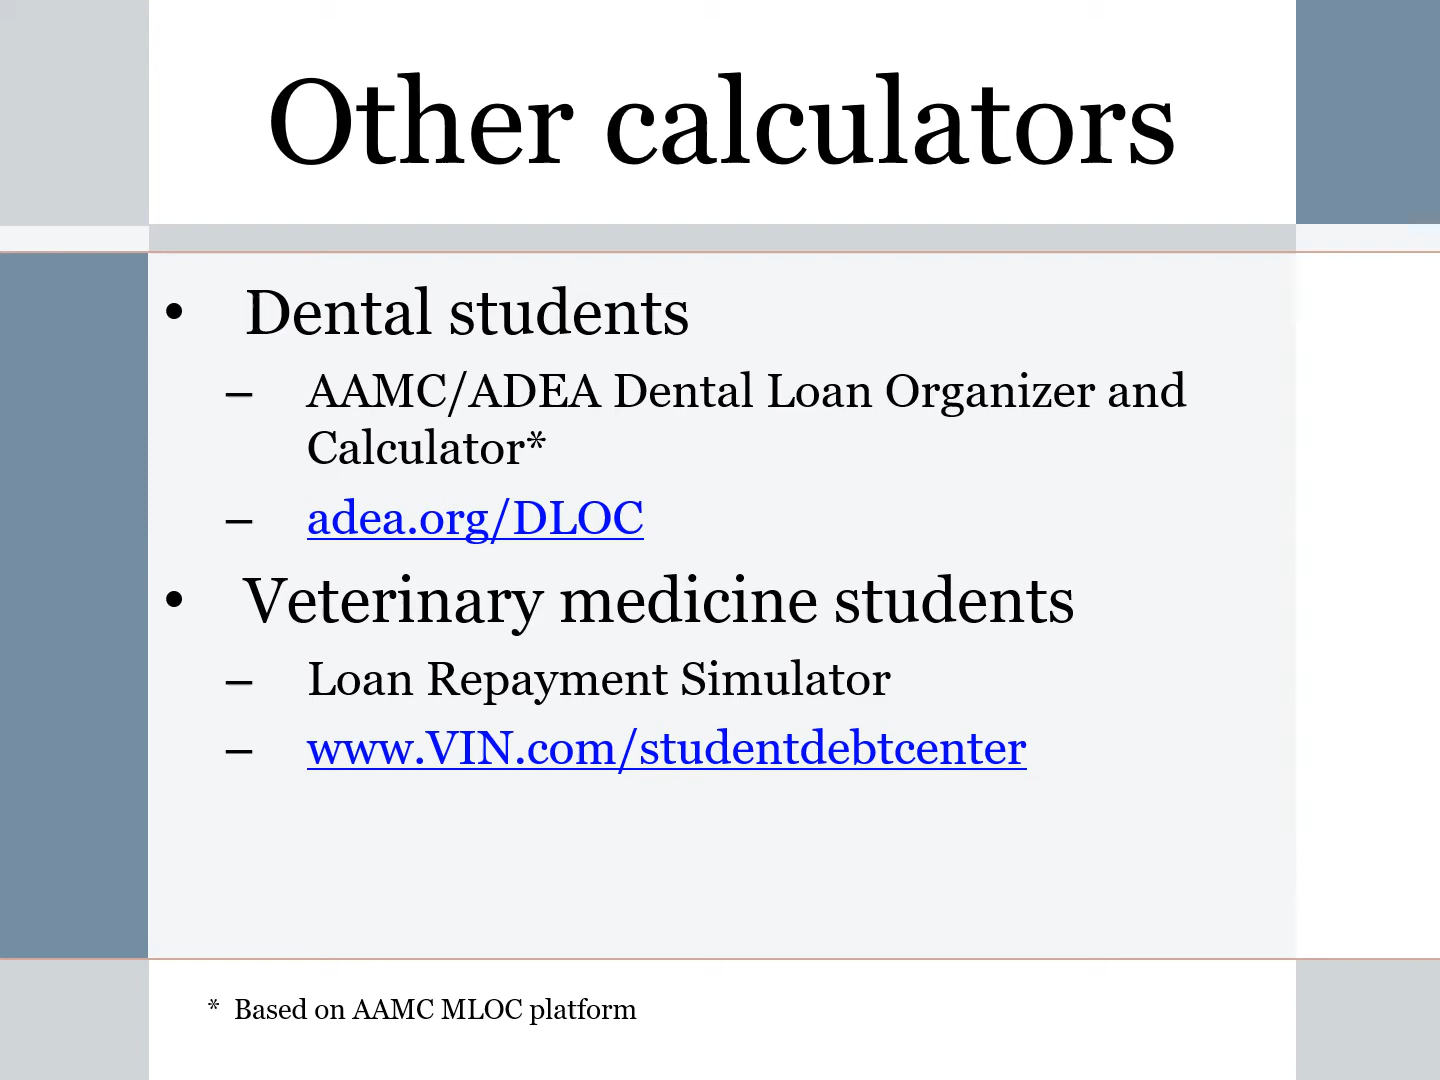 Other calculators
• Dental students
– AAMC/ADEA Dental Loan Organizer and
Calculator*
– adea.org/DLOC
• Veterinary medicine students
– Loan Repayment Simulator
– www.VIN.com/studentdebtcenter
* Based on AAMC MLOC platform